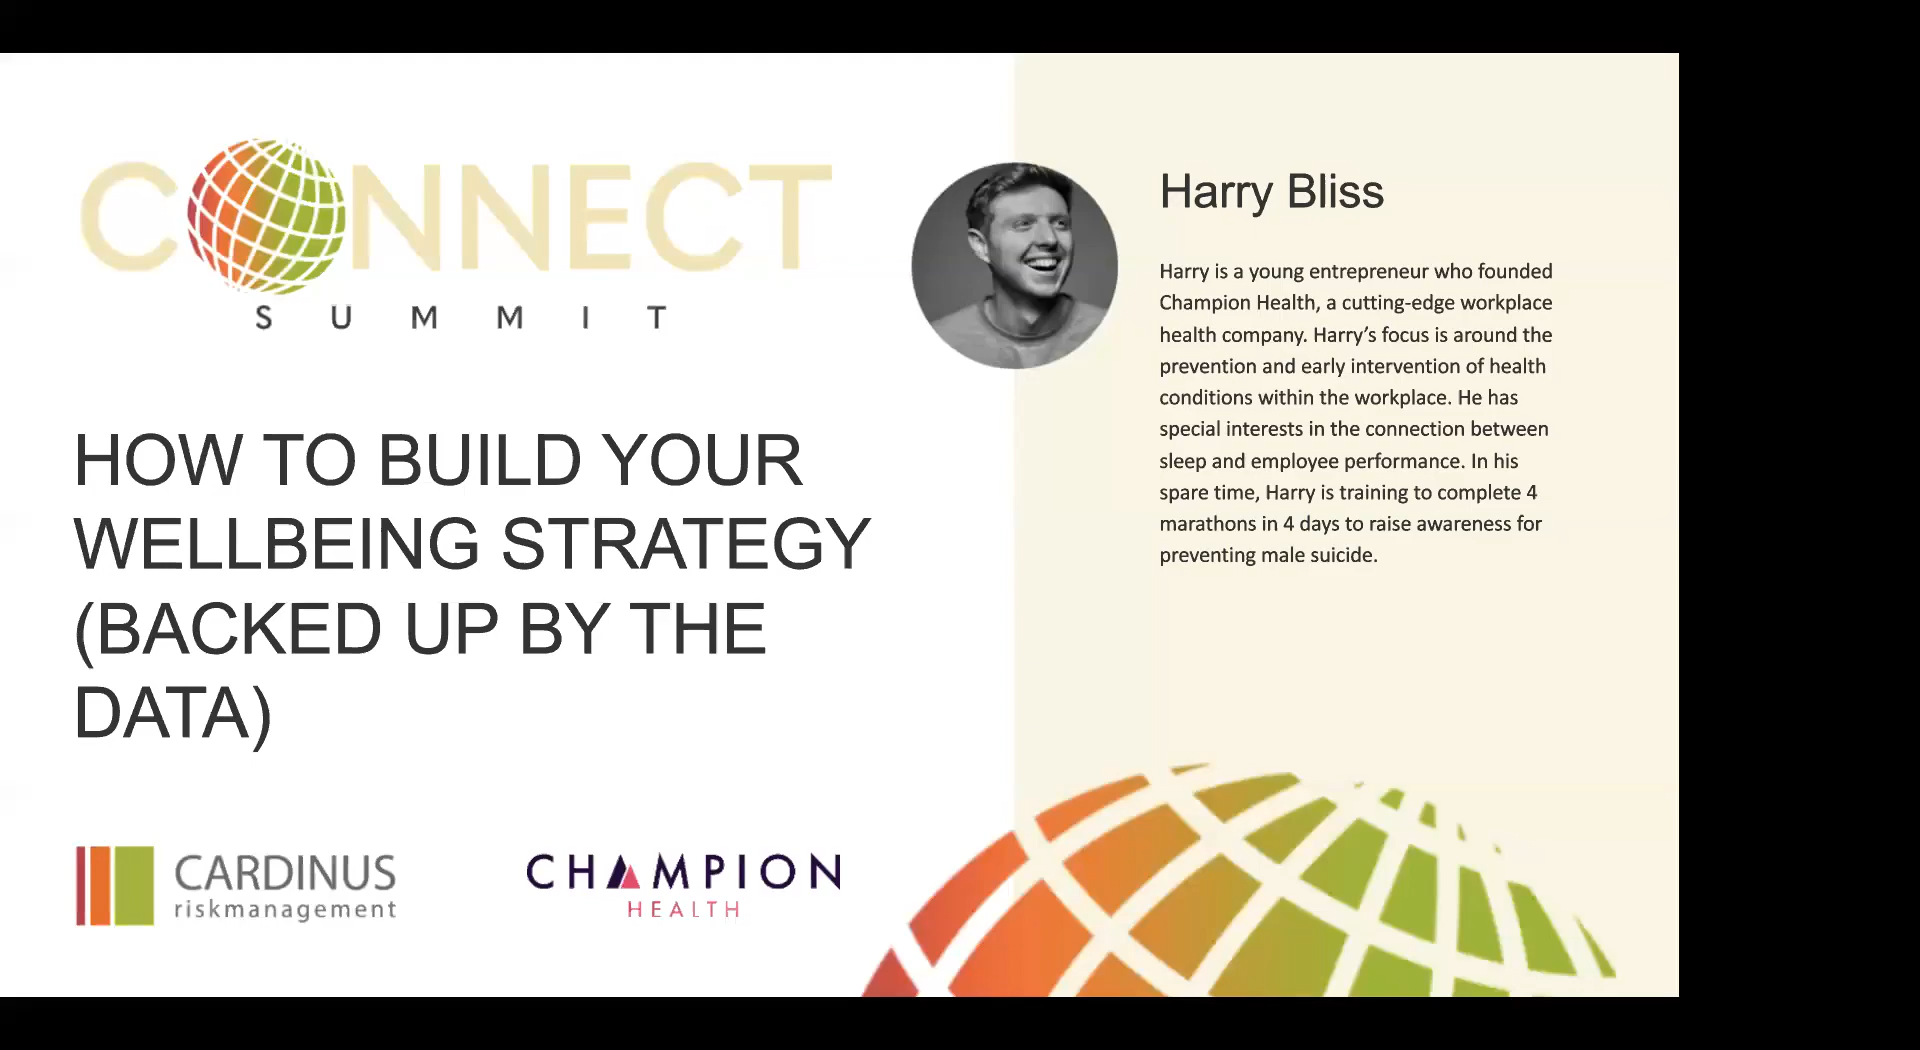 CONNECT
SUMMIT
HOW TO BUILD YOUR
WELLBEING STRATEGY
(BACKED UP BY THE
DATA)
CARDINUS
riskmanagement
CHAMPION
HEALTH
Harry Bliss
Harry is a young entrepreneur who founded
Champion Health, a cutting-edge workplace
health company. Harry’s focus is around the
prevention and early intervention of health
conditions within the workplace. He has
special interests in the connection between
sleep and employee performance. In his
spare time, Harry is training to complete 4
marathons in 4 days to raise awareness for
preventing male suicide.